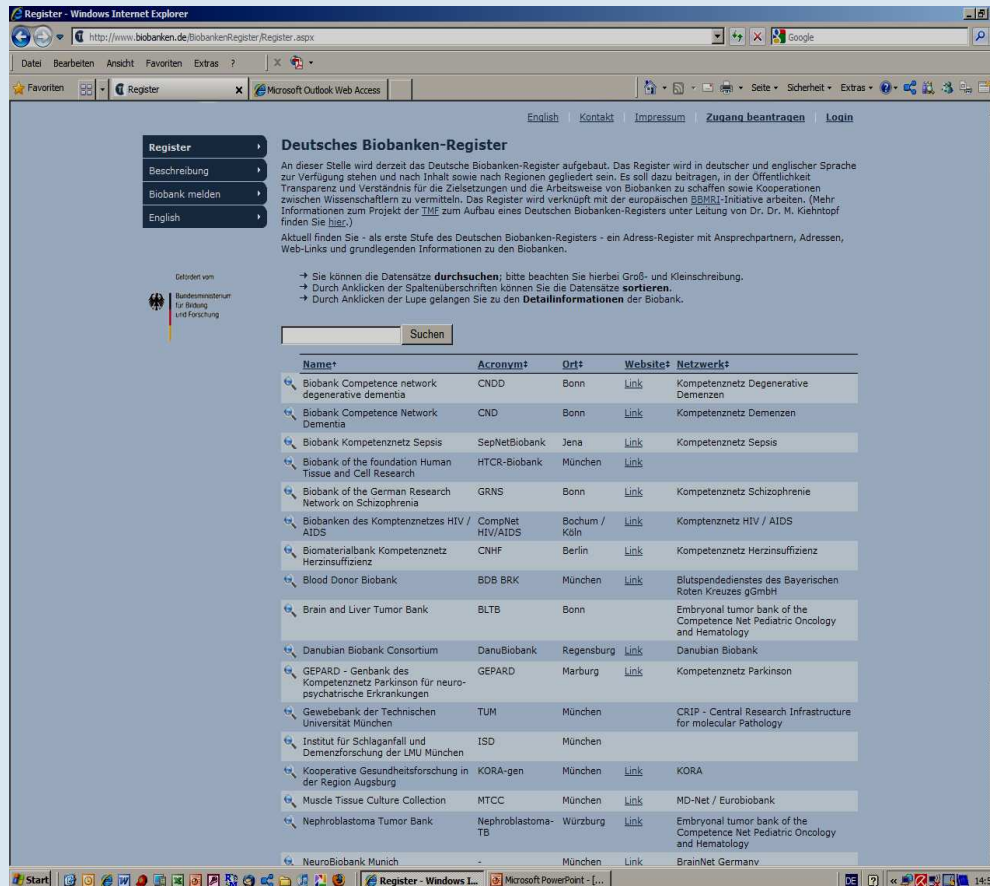 Register - Windows Internet Explorer
http://www.biobanken.de/BiobankenRegister/Register.aspx
Google
Datei Bearbeiten Ansicht Favoriten Extras ?
Favoriten Register Microsoft Outlook Web Access Seite Sicherheit Extras
English Kontakt Impressum Zugang beantragen Login
Register
Beschreibung
Biobank melden
English
Gefördert vom
Bundesministerium
für Bildung
und Forschung
Deutsches Biobanken-Register
An dieser Stelle wird derzeit das Deutsche Biobanken-Register aufgebaut. Das Register wird in deutscher und englischer Sprache
zur Verfügung stehen und nach Inhalt sowie nach Regionen gegliedert sein. Es soll dazu beitragen, in der Öffentlichkeit
Transparenz und Verständnis für die Zielsetzungen und die Arbeitsweise von Biobanken zu schaffen sowie Kooperationen
zwischen Wissenschaftlern zu vermitteln. Das Register wird verknüpft mit der europäischen BBMRI-Initiative arbeiten. (Mehr
Informationen zum Projekt der TMF zum Aufbau eines Deutschen Biobanken-Registers unter Leitung von Dr. Dr. M. Kiehntopf
finden Sie hier.)
Aktuell finden Sie - als erste Stufe des Deutschen Biobanken-Registers - ein Adress-Register mit Ansprechpartnern, Adressen,
Web-Links und grundlegenden Informationen zu den Biobanken.
→ Sie können die Datensätze durchsuchen; bitte beachten Sie hierbei Groß- und Kleinschreibung.
→ Durch Anklicken der Spaltenüberschriften können Sie die Datensätze sortieren.
→ Durch Anklicken der Lupe gelangen Sie zu den Detailinformationen der Biobank.
Suchen
Name Acronym Ort Website Netzwerk
Biobank Competence network CNDD Bonn Link Kompetenznetz Degenerative
degenerative dementia Demenzen
Biobank Competence Network CND Bonn Link Kompetenznetz Demenzen
Dementia
Biobank Kompetenznetz Sepsis SepNetBiobank Jena Link Kompetenznetz Sepsis
Biobank of the foundation Human HTCR-Biobank München Link
Tissue and Cell Research
Biobank of the German Research GRNS Bonn Link Kompetenznetz Schizophrenie
Network on Schizophrenia
Biobanken des Komptenznetzes HIV / CompNet Bochum / Link Komptenznetz HIV / AIDS
AIDS HIV/AIDS Köln
Biomaterialbank Kompetenznetz CNHF Berlin Link Kompetenznetz Herzinsuffizienz
Herzinsuffizienz
Blood Donor Biobank BDB BRK München Link Blutspendedienstes des Bayerischen
Roten Kreuzes gGmbH
Brain and Liver Tumor Bank BLTB Bonn Embryonal tumor bank of the
Competence Net Pediatric Oncology
and Hematology
Danubian Biobank Consortium DanuBiobank Regensburg Link Danubian Biobank
GEPARD - Genbank des GEPARD Marburg Link Kompetenznetz Parkinson
Kompetenznetz Parkinson für neuro-
psychatrische Erkrankungen
Gewebebank der Technischen TUM München CRIP - Central Research Infrastructure
Universität München for molecular Pathology
Institut für Schlaganfall und ISD München
Demenzforschung der LMU München
Kooperative Gesundheitsforschung in KORA-gen München Link KORA
der Region Augsburg
Muscle Tissue Culture Collection MTCC München Link MD-Net / Eurobiobank
Nephroblastoma Tumor Bank Nephroblastoma- Würzburg Link Embryonal tumor bank of the
TB Competence Net Pediatric Oncology
and Hematology
NeuroBiobank Munich - München Link BrainNet Germany
Start Register - Windows I... Microsoft PowerPoint - [... DE